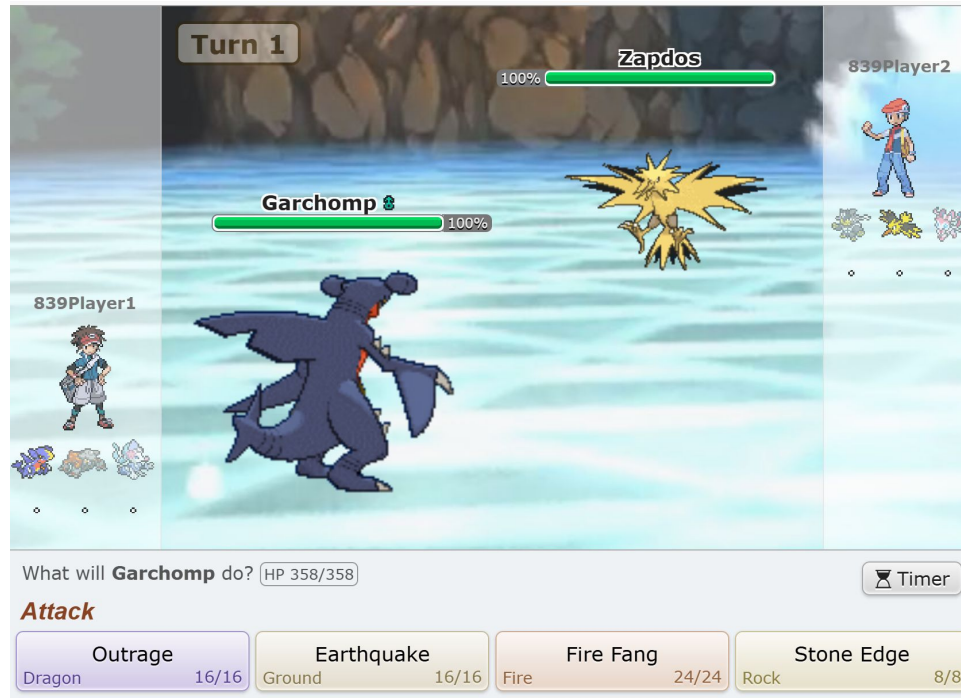 Turn 1
Zapdos
100%
839Player2
Garchomp
100%
839Player1
What will Garchomp do? HP 358/358
Timer
Attack
Outrage
Dragon 16/16
Earthquake
Ground 16/16
Fire Fang
Fire 24/24
Stone Edge
Rock 8/8